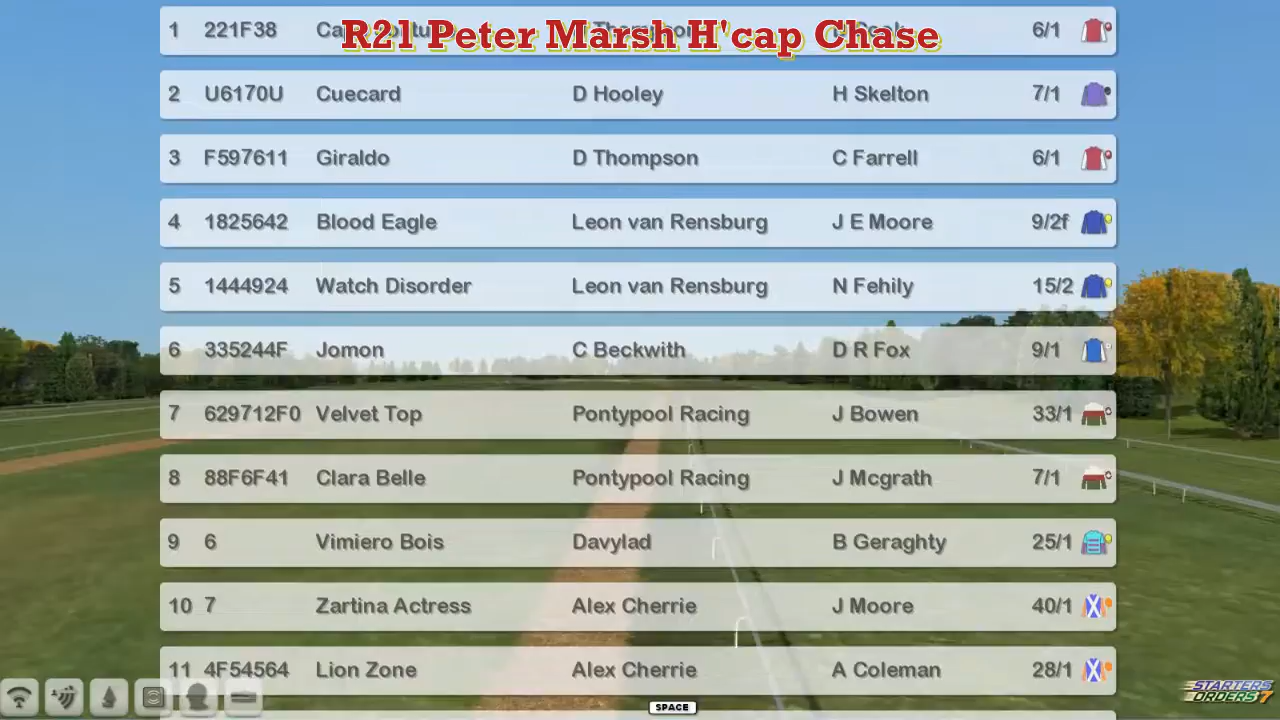 R21 Peter Marsh H'cap Chase
1 221F38 6/1
2 U6170U Cuecard D Hooley H Skelton 7/1
3 F597611 Giraldo D Thompson C Farrell 6/1
4 1825642 Blood Eagle Leon van Rensburg J E Moore 9/2f
5 1444924 Watch Disorder Leon van Rensburg N Fehily 15/2
6 335244F Jomon C Beckwith D R Fox 9/1
7 629712F0 Velvet Top Pontypool Racing J Bowen 33/1
8 88F6F41 Clara Belle Pontypool Racing J Mcgrath 7/1
9 6 Vimiero Bois Davylad B Geraghty 25/1
10 7 Zartina Actress Alex Cherrie J Moore 40/1
11 4F54564 Lion Zone Alex Cherrie A Coleman 28/1
SPACE
STARTERS
ORDERS 7